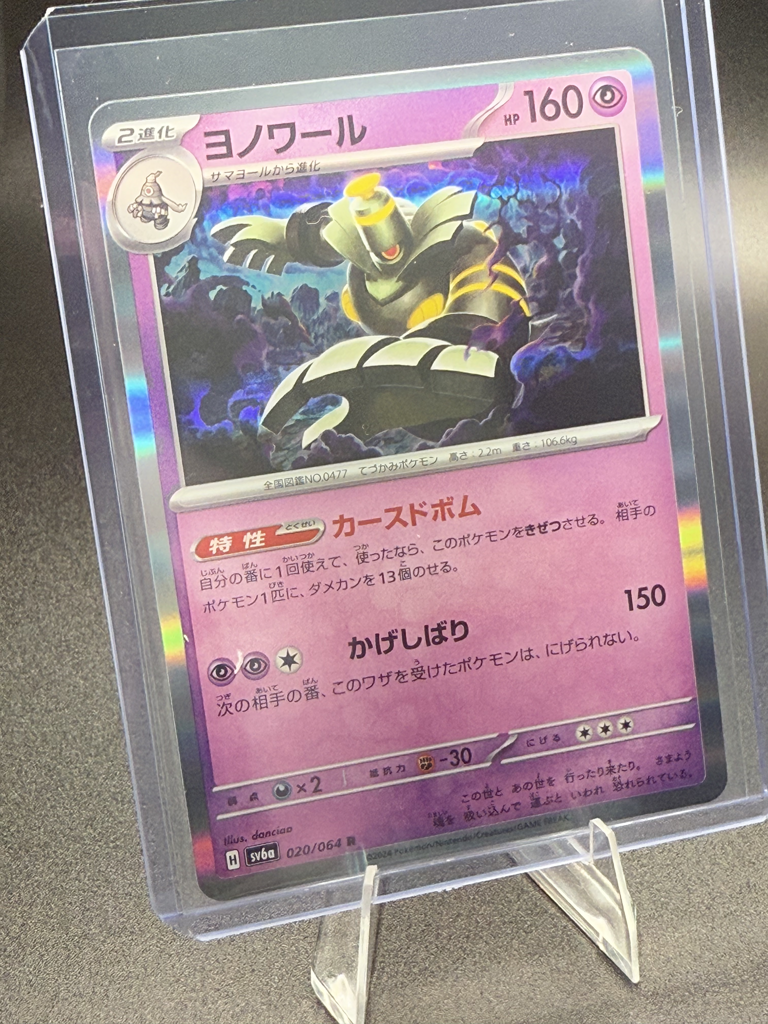 2進化
ヨノワール
HP 160
サマヨールから進化
全国図鑑NO.0477 てづかみポケモン 高さ：2.2m 重さ：106.6kg
特性 とくせい カースドボム
自分の番に1回使えて、使ったなら、このポケモンをきぜつさせる。相手の
ポケモン1匹に、ダメカンを13個のせる。
かげしばり 150
次の相手の番、このワザを受けたポケモンは、にげられない。
弱点 ×2 抵抗力 -30 にげる
この世と あの世を 行ったり来たり。さまよう
魂を 吸い込んで 運ぶと いわれ 恐れられている。
Illus. danciao
H sv6a 020/064 R